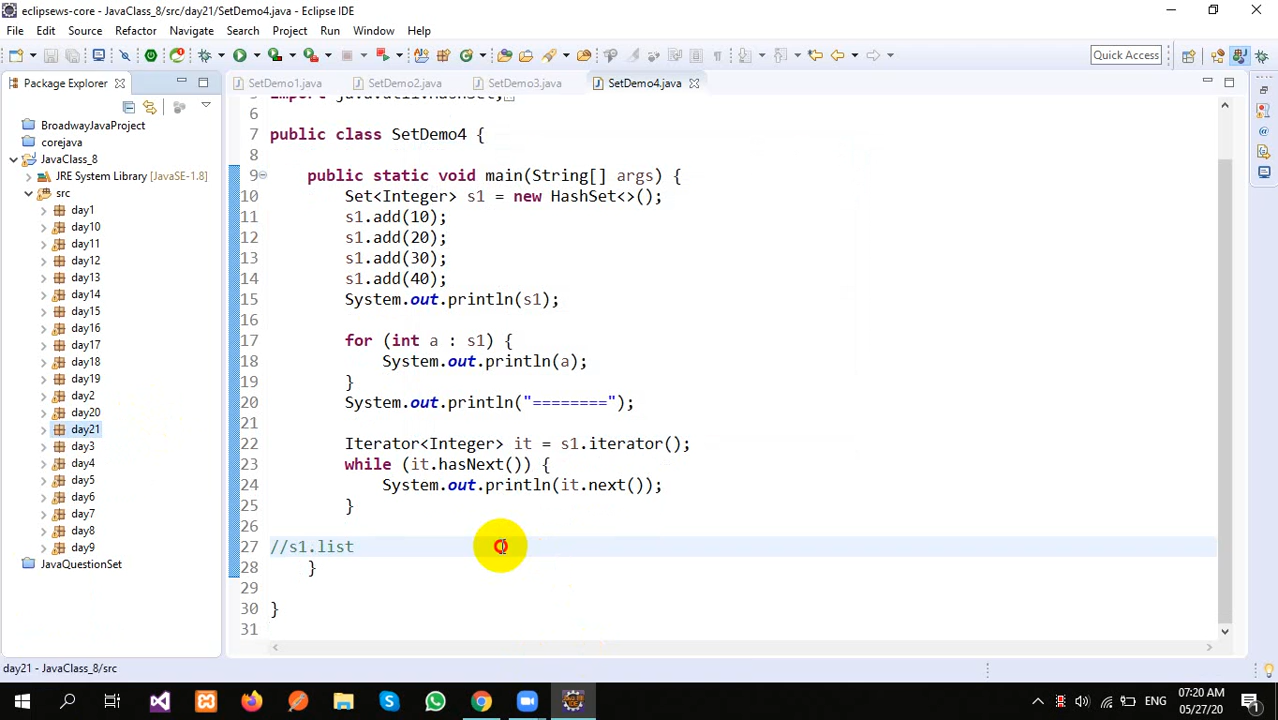 eclipsews-core - JavaClass_8/src/day21/SetDemo4.java - Eclipse IDE
File Edit Source Refactor Navigate Search Project Run Window Help
Quick Access
Package Explorer
SetDemo1.java SetDemo2.java SetDemo3.java SetDemo4.java
BroadwayJavaProject
corejava
JavaClass_8
JRE System Library [JavaSE-1.8]
src
day1
day10
day11
day12
day13
day14
day15
day16
day17
day18
day19
day2
day20
day21
day3
day4
day5
day6
day7
day8
day9
JavaQuestionSet
5 import java.util.HashSet;
6
7 public class SetDemo4 {
8
9 public static void main(String[] args) {
10 Set<Integer> s1 = new HashSet<>();
11 s1.add(10);
12 s1.add(20);
13 s1.add(30);
14 s1.add(40);
15 System.out.println(s1);
16
17 for (int a : s1) {
18 System.out.println(a);
19 }
20 System.out.println("========");
21
22 Iterator<Integer> it = s1.iterator();
23 while (it.hasNext()) {
24 System.out.println(it.next());
25 }
26
27 //s1.list
28 }
29
30 }
31
day21 - JavaClass_8/src
ENG
07:20 AM
05/27/20